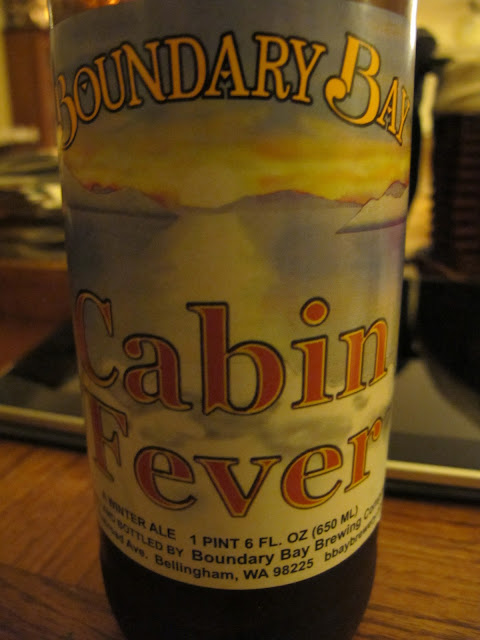 BOUNDARY BAY
Cabin
Fever
A WINTER ALE 1 PINT 6 FL. OZ (650 ML)
AND BOTTLED BY Boundary Bay Brewing
Ave. Bellingham, WA 98225